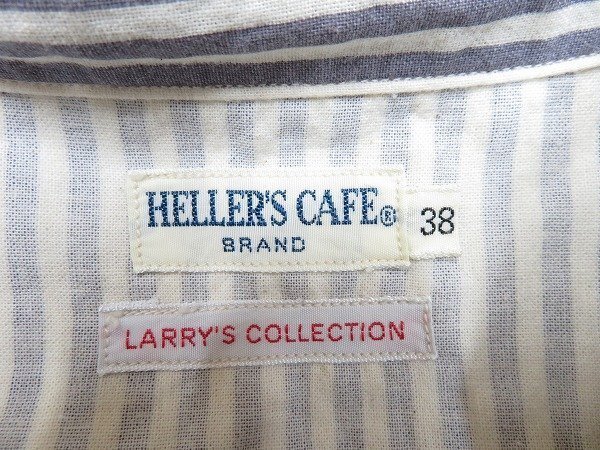 HELLER'S CAFE® 38
BRAND
LARRY'S COLLECTION